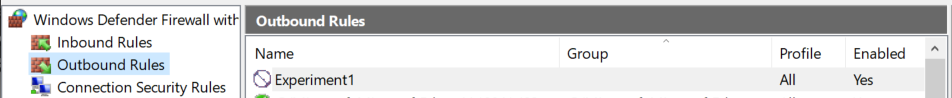 Windows Defender Firewall with
Inbound Rules
Outbound Rules
Connection Security Rules
Outbound Rules
Name Group Profile Enabled
Experiment1 All Yes